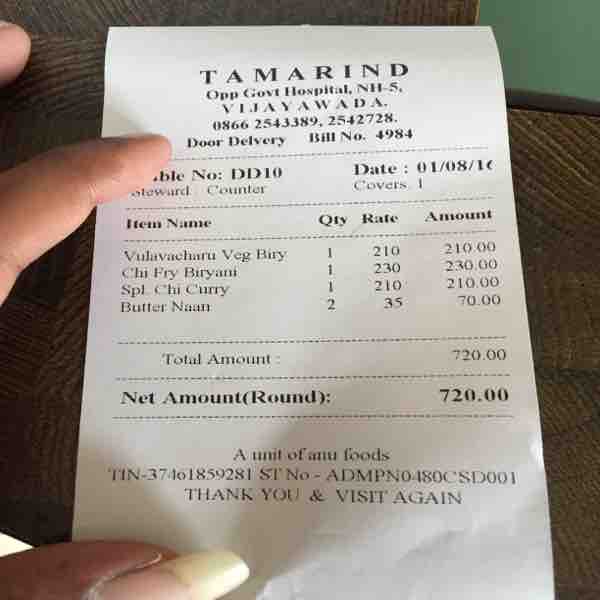 TAMARIND
Opp Govt Hospital, NH-5,
VIJAYAWADA.
0866 2543389, 2542728.
Door Delvery Bill No. 4984
No: DD10 Date : 01/08/16
Steward Counter Covers. 1
Item Name Qty Rate Amount
Vulavacharu Veg Biry 1 210 210.00
Chi Fry Biryani 1 230 230.00
Spl. Chi Curry 1 210 210.00
Butter Naan 2 35 70.00
Total Amount : 720.00
Net Amount(Round): 720.00
A unit of anu foods
TIN-37461859281 ST No - ADMPN0480CSD001
THANK YOU & VISIT AGAIN